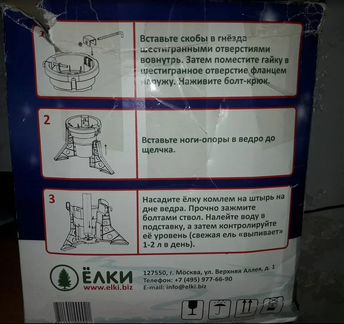 Вставьте скобы в гнёзда
шестигранными отверстиями
вовнутрь. Затем поместите гайку в
шестигранное отверстие фланцем
наружу. Наживите болт-крюк.
2
Вставьте ноги-опоры в ведро до
щелчка.
3
Насадите ёлку комлем на штырь на
дне ведра. Прочно зажмите
болтами ствол. Налейте воду в
подставку, а затем контролируйте
её уровень (свежая ель «выпивает"
1-2 л в день).
ЁЛКИ
www.elki.biz
127550, г. Москва, ул. Верхняя Аллея, д. 1
Телефон: +7 (495) 977-66-90
E-mail: info@elki.biz